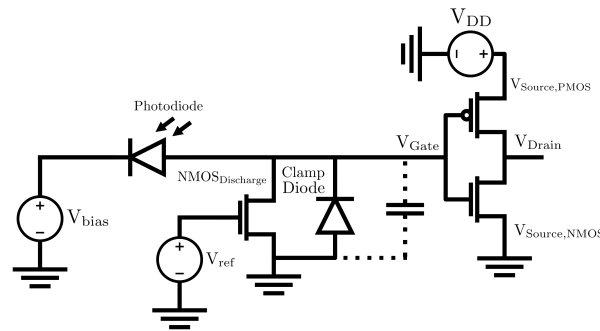 V_DD
V_Source,PMOS
Photodiode
V_Gate
V_Drain
NMOS_Discharge
Clamp
Diode
V_bias
V_ref
V_Source,NMOS